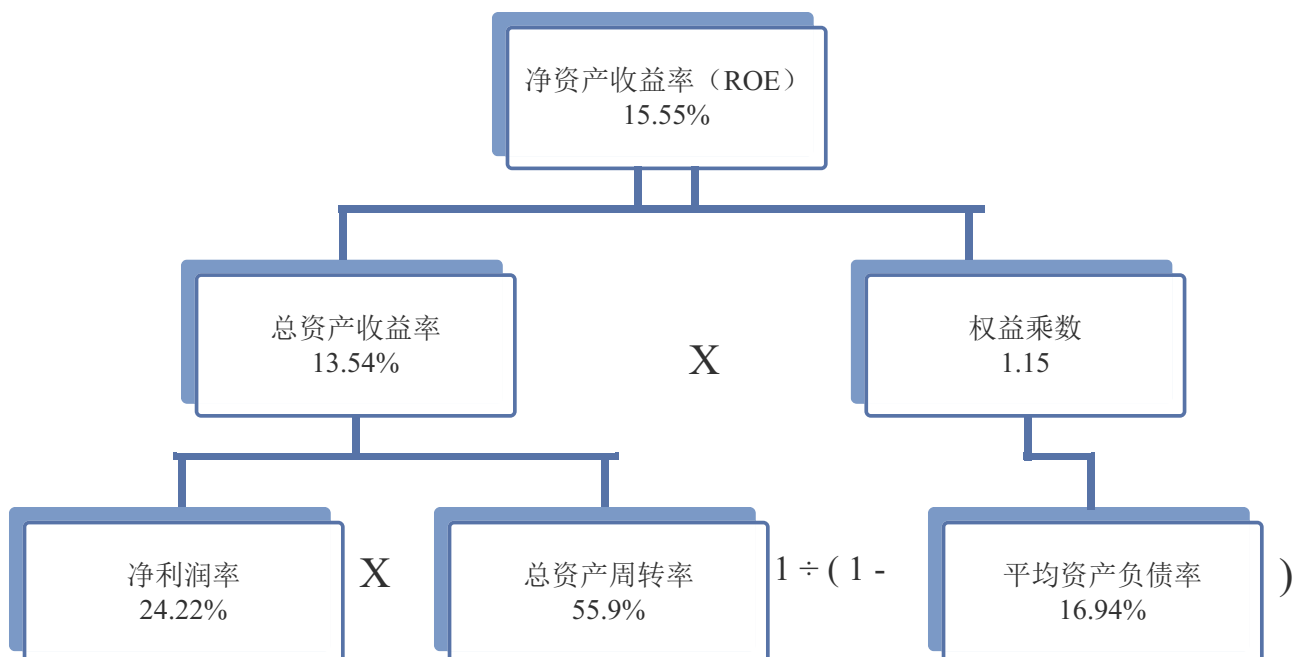 净资产收益率（ROE）
15.55%
总资产收益率
13.54%
X
权益乘数
1.15
净利润率
24.22%
X
总资产周转率
55.9%
1 ÷ ( 1 -
平均资产负债率
16.94%
)